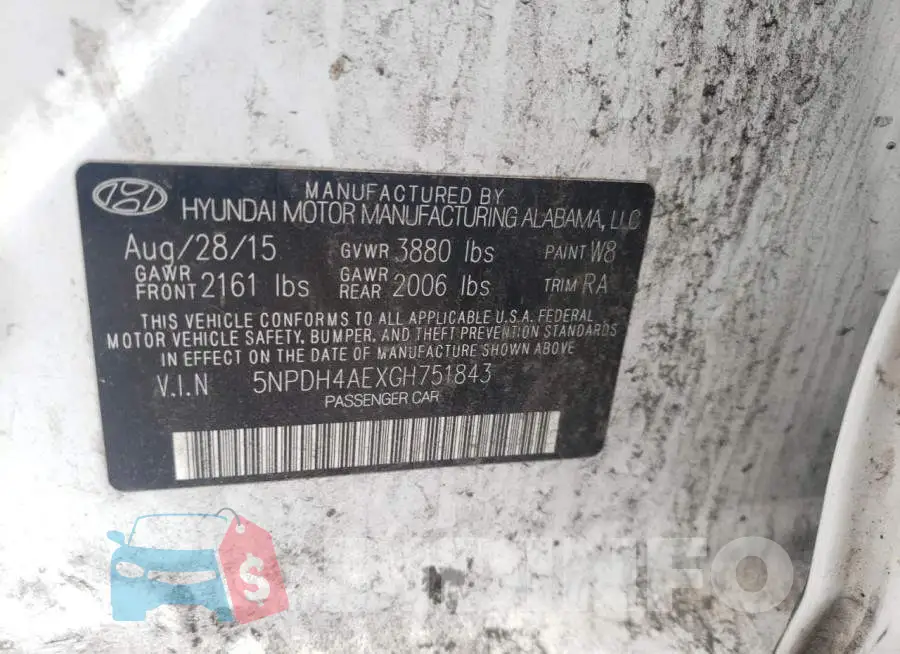 MANUFACTURED BY
HYUNDAI MOTOR MANUFACTURING ALABAMA, LLC
Aug/28/15 GVWR 3880 lbs PAINT W8
GAWR FRONT 2161 lbs GAWR REAR 2006 lbs TRIM RA
THIS VEHICLE CONFORMS TO ALL APPLICABLE U.S.A. FEDERAL
MOTOR VEHICLE SAFETY, BUMPER, AND THEFT PREVENTION STANDARDS
IN EFFECT ON THE DATE OF MANUFACTURE SHOWN ABOVE
V.I.N 5NPDH4AEXGH751843
PASSENGER CAR
$